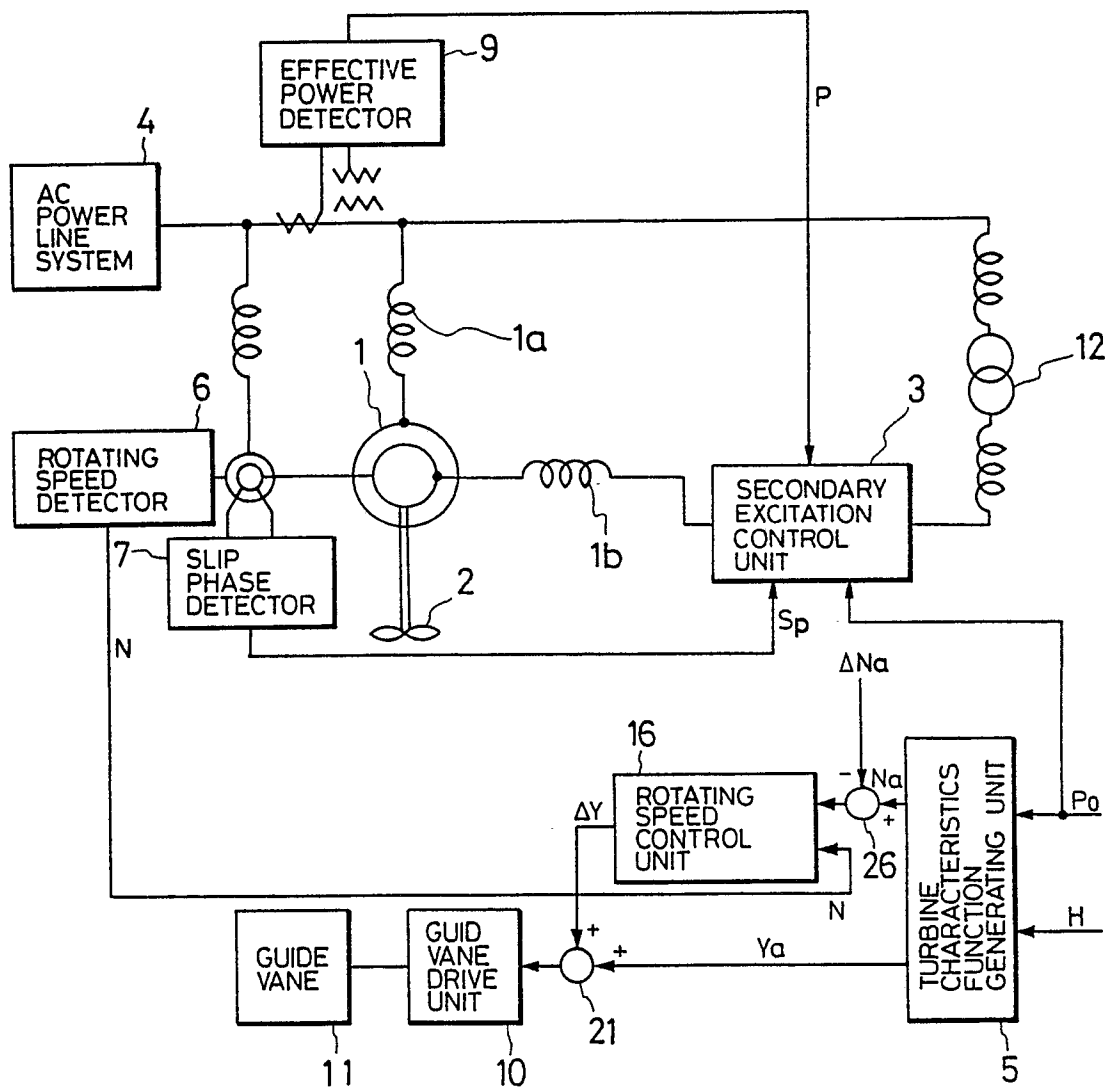 9
EFFECTIVE
POWER
DETECTOR
P
4
AC
POWER
LINE
SYSTEM
1a
1
12
6
3
ROTATING
SPEED
DETECTOR
SECONDARY
EXCITATION
CONTROL
UNIT
1b
7
SLIP
PHASE
DETECTOR
2
Sp
N
ΔNa
16
- Na
+
26
ROTATING
SPEED
CONTROL
UNIT
ΔY
N
TURBINE
CHARACTERISTICS
FUNCTION
GENERATING UNIT
Po
H
GUIDE
VANE
GUID
VANE
DRIVE
UNIT
+
+
Ya
21
11
10
5